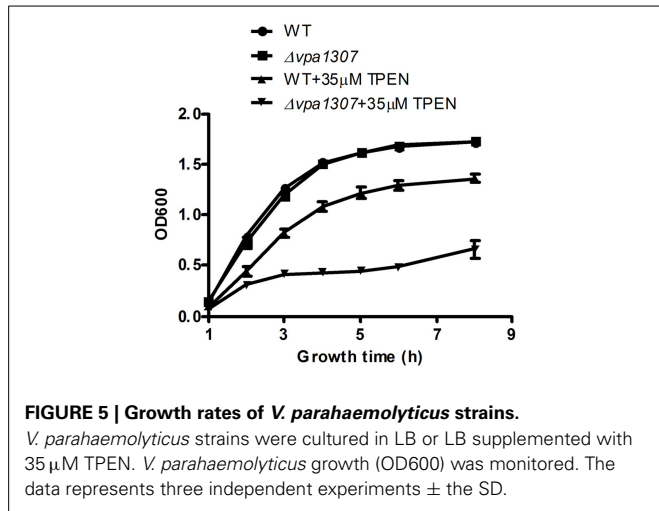 WT
Δvpa1307
WT+35μM TPEN
Δvpa1307+35μM TPEN
2.0
1.5
1.0
0.5
0.0
OD600
1
3
5
7
9
Growth time (h)
FIGURE 5 | Growth rates of V. parahaemolyticus strains.
V. parahaemolyticus strains were cultured in LB or LB supplemented with
35 μM TPEN. V. parahaemolyticus growth (OD600) was monitored. The
data represents three independent experiments ± the SD.